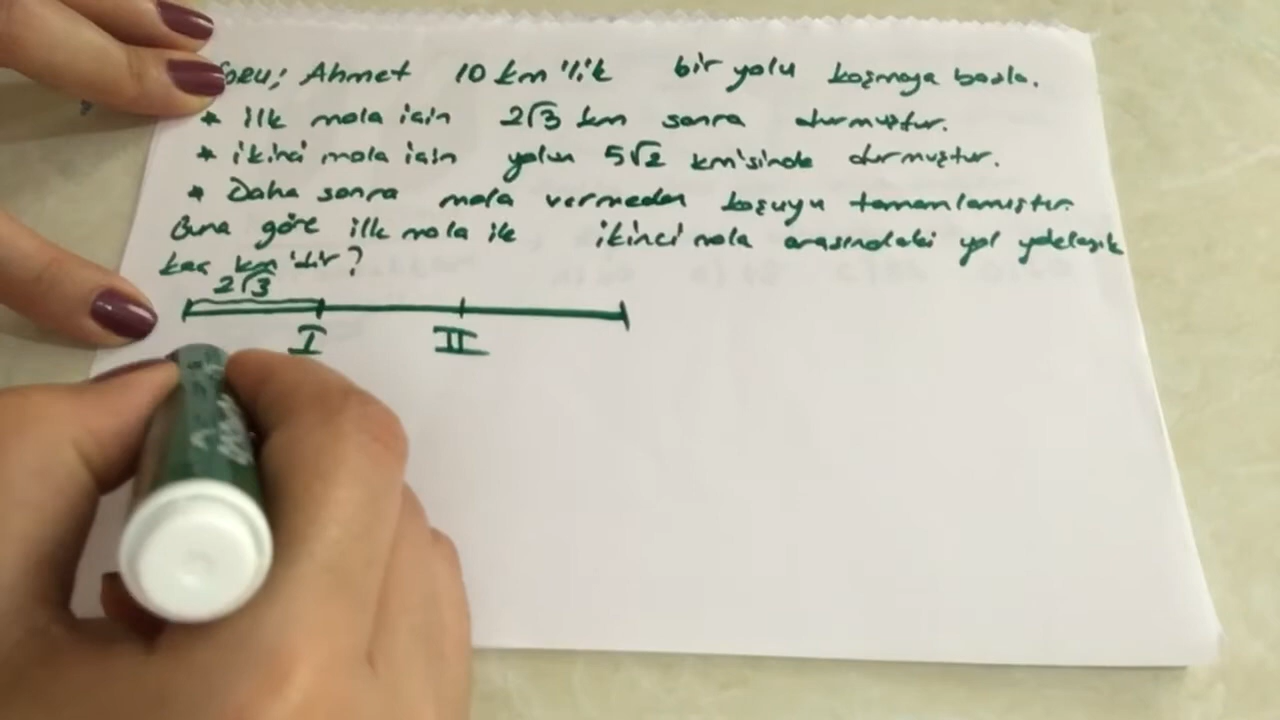 Soru; Ahmet 10 km'lik bir yolu koşmaya başla.
* ilk mola için 2√3 km sonra durmuştur.
* ikinci mola için yolun 5√2 km'sinde durmuştur.
* Daha sonra mola vermeden koşuyu tamamlamıştır.
Buna göre ilk mola ile ikinci mola arasındaki yol yaklaşık
kaç km'dir?
2√3
I II